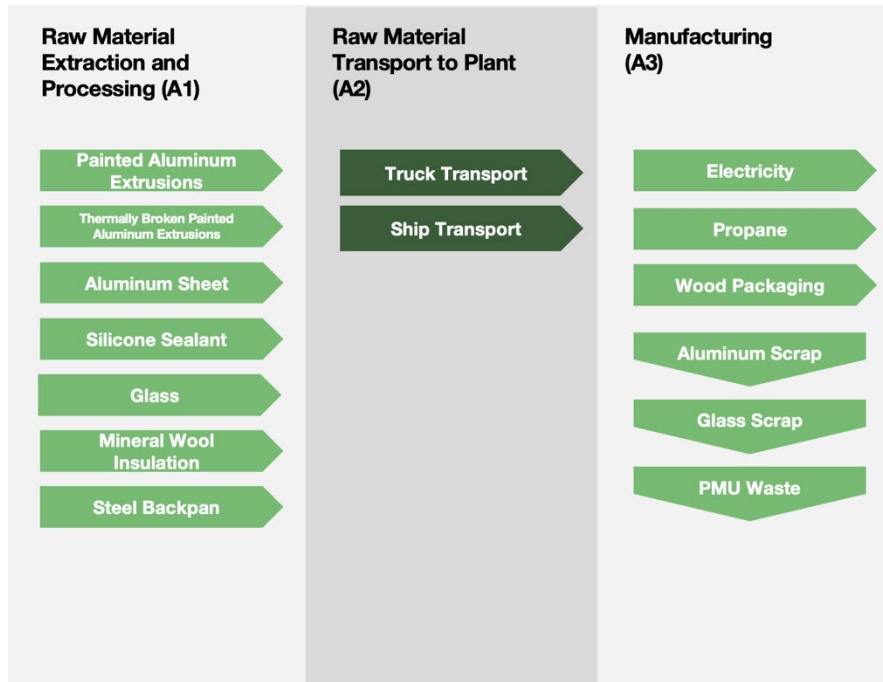 Raw Material
Extraction and
Processing (A1)
Painted Aluminum
Extrusions
Thermally Broken Painted
Aluminum Extrusions
Aluminum Sheet
Silicone Sealant
Glass
Mineral Wool
Insulation
Steel Backpan
Raw Material
Transport to Plant
(A2)
Truck Transport
Ship Transport
Manufacturing
(A3)
Electricity
Propane
Wood Packaging
Aluminum Scrap
Glass Scrap
PMU Waste